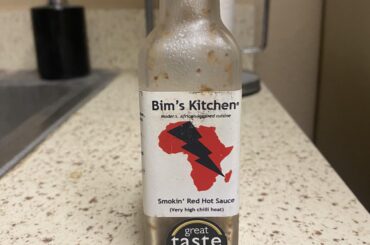 Bim's Kitchen®
Modern, African-inspired cuisine
Smokin' Red Hot Sauce
(Very high chilli heat)
great
taste